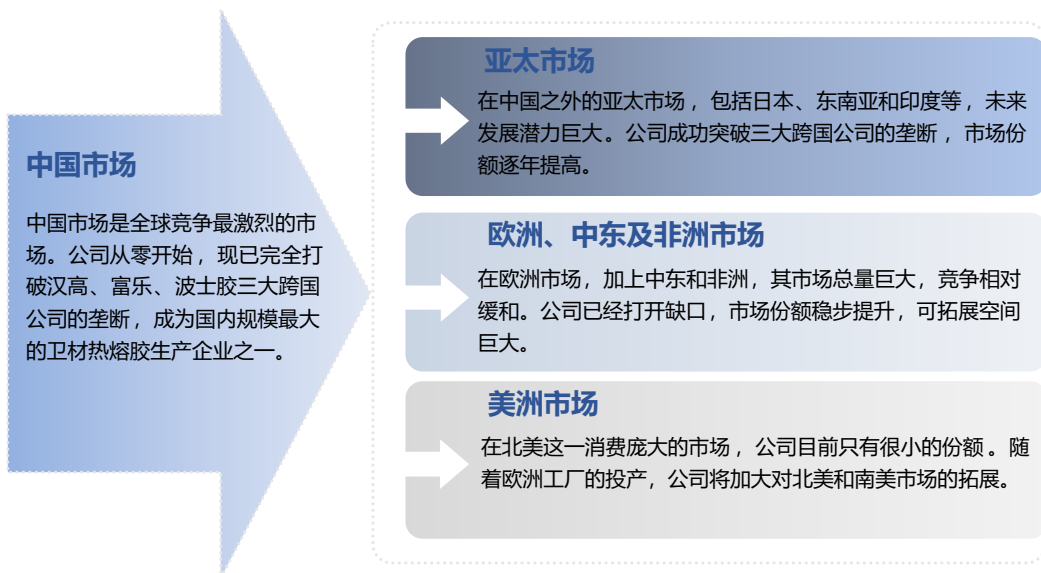 中国市场
中国市场是全球竞争最激烈的市
场。公司从零开始，现已完全打
破汉高、富乐、波士胶三大跨国
公司的垄断，成为国内规模最大
的卫材热熔胶生产企业之一。
亚太市场
在中国之外的亚太市场，包括日本、东南亚和印度等，未来
发展潜力巨大。公司成功突破三大跨国公司的垄断，市场份
额逐年提高。
欧洲、中东及非洲市场
在欧洲市场，加上中东和非洲，其市场总量巨大，竞争相对
缓和。公司已经打开缺口，市场份额稳步提升，可拓展空间
巨大。
美洲市场
在北美这一消费庞大的市场，公司目前只有很小的份额。随
着欧洲工厂的投产，公司将加大对北美和南美市场的拓展。